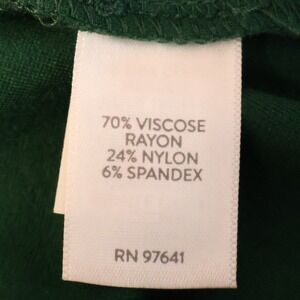 70% VISCOSE
RAYON
24% NYLON
6% SPANDEX
RN 97641